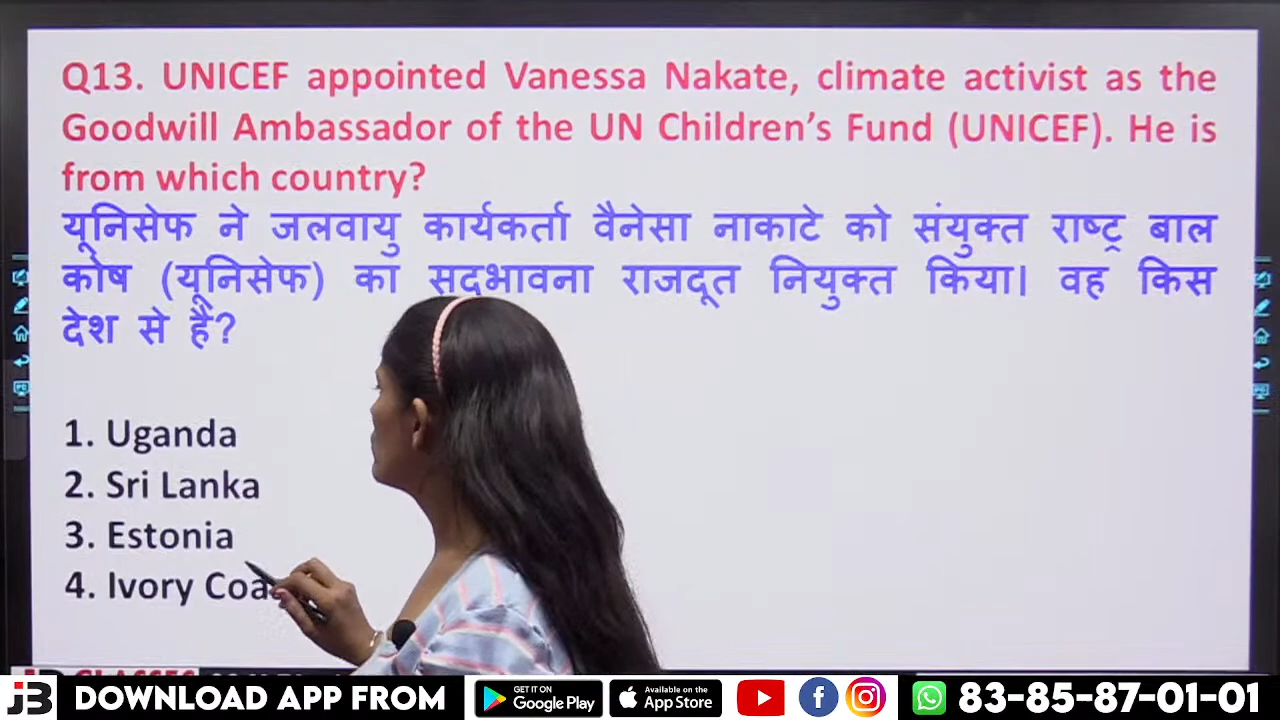 Q13. UNICEF appointed Vanessa Nakate, climate activist as the
Goodwill Ambassador of the UN Children's Fund (UNICEF). He is
from which country?
यूनिसेफ ने जलवायु कार्यकर्ता वैनेसा नाकाटे को संयुक्त राष्ट्र बाल
कोष (यूनिसेफ) का सद्भावना राजदूत नियुक्त किया। वह किस
देश से हैं?
1. Uganda
2. Sri Lanka
3. Estonia
4. Ivory
DOWNLOAD APP FROM GET IT ON Google Play Available on the App Store 83-85-87-01-01